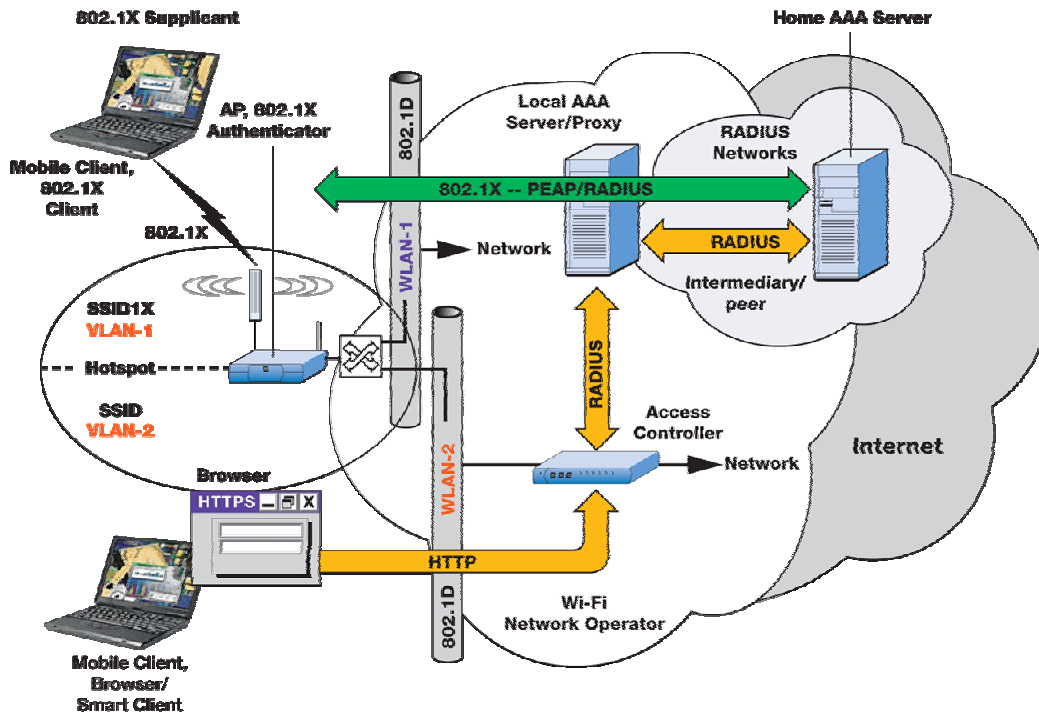 802.1X Supplicant
Home AAA Server
AP, 802.1X
Authenticator
Mobile Client,
802.1X
Client
802.1X
802.1D
WLAN-1
Local AAA
Server/Proxy
RADIUS
Networks
802.1X -- PEAP/RADIUS
RADIUS
Network
Intermediary/
peer
SSID1X
VLAN-1
Hotspot
SSID
VLAN-2
RADIUS
Access
Controller
Network
Internet
WLAN-2
802.1D
Browser
HTTPS
X
HTTP
Wi-Fi
Network Operator
Mobile Client,
Browser/
Smart Client